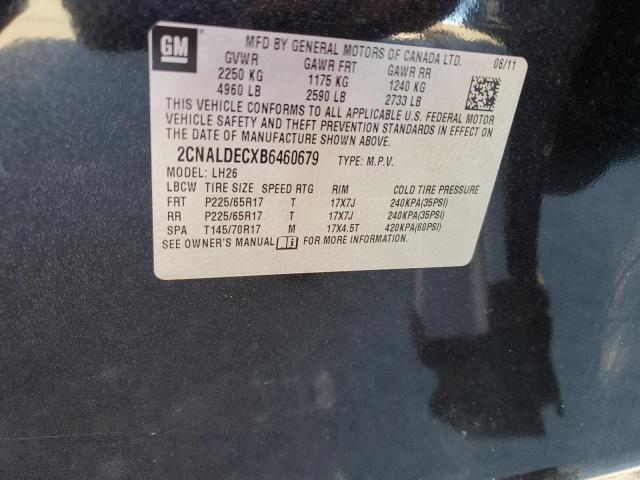 GM
MFD BY GENERAL MOTORS OF CANADA LTD.
06/11
GVWR GAWR FRT GAWR RR
2250 KG 1175 KG 1240 KG
4960 LB 2590 LB 2733 LB
THIS VEHICLE CONFORMS TO ALL APPLICABLE U.S. FEDERAL MOTOR
VEHICLE SAFETY AND THEFT PREVENTION STANDARDS IN EFFECT ON
THE DATE OF MANUFACTURE SHOWN ABOVE.
2CNALDECXB6460679 TYPE: M.P.V.
MODEL: LH26
LBCW TIRE SIZE SPEED RTG RIM COLD TIRE PRESSURE
FRT P225/65R17 T 17X7J 240KPA(35PSI)
RR P225/65R17 T 17X7J 240KPA(35PSI)
SPA T145/70R17 M 17X4.5T 420KPA(60PSI)
SEE OWNER'S MANUAL FOR MORE INFORMATION.